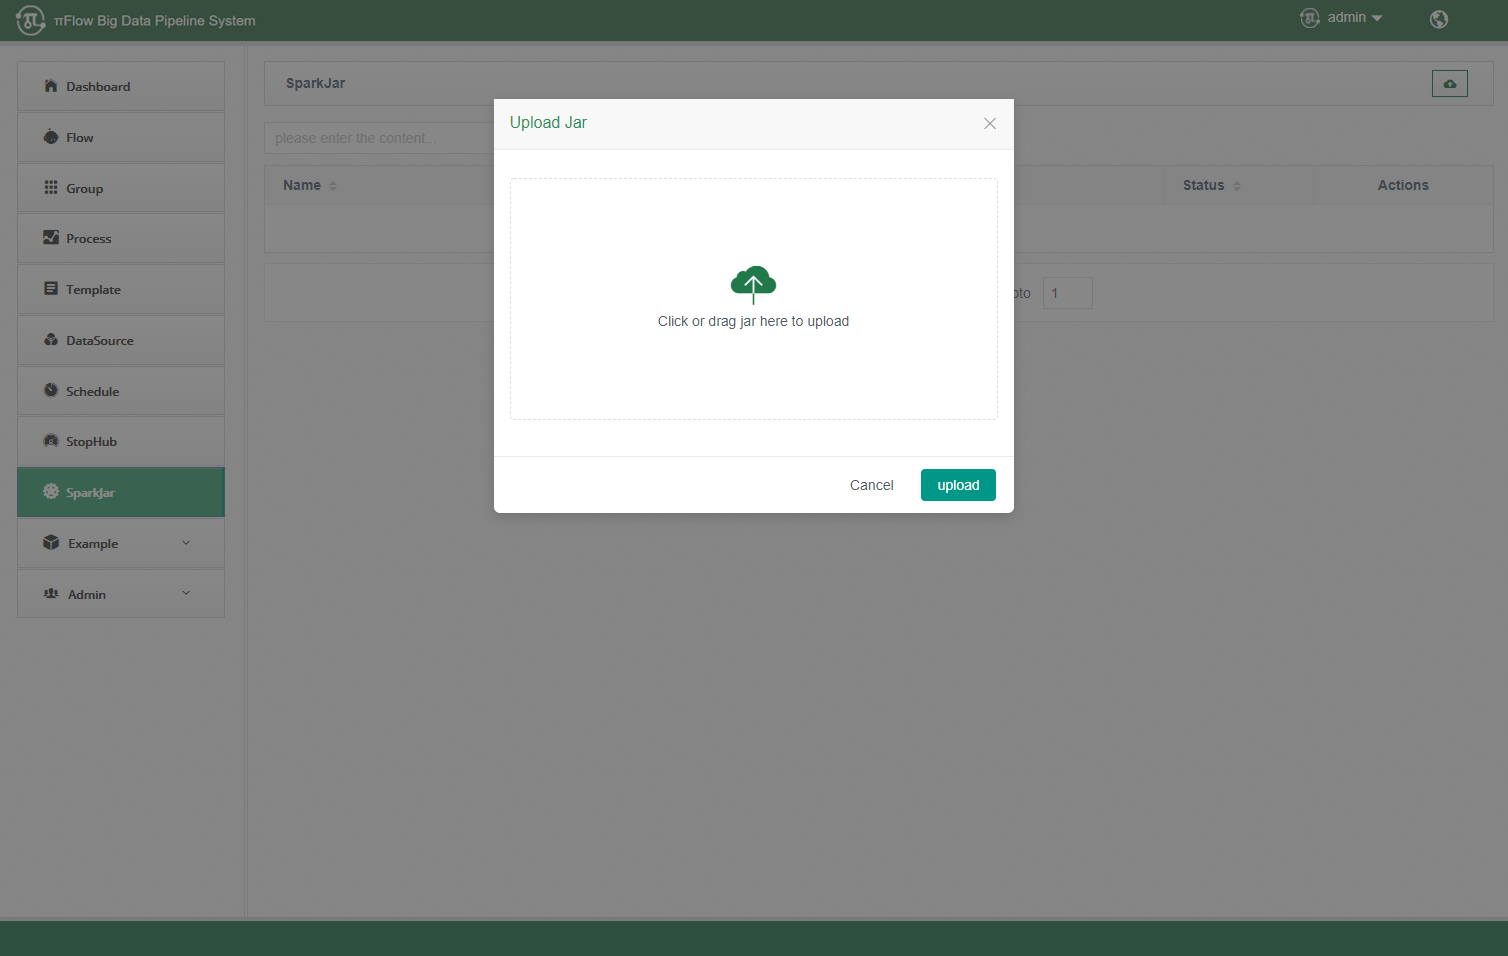 πFlow Big Data Pipeline System
admin
Dashboard
Flow
Group
Process
Template
DataSource
Schedule
StopHub
SparkJar
Example
Admin
SparkJar
please enter the content...
Name
Status
Actions
1
Upload Jar
Click or drag jar here to upload
Cancel
upload